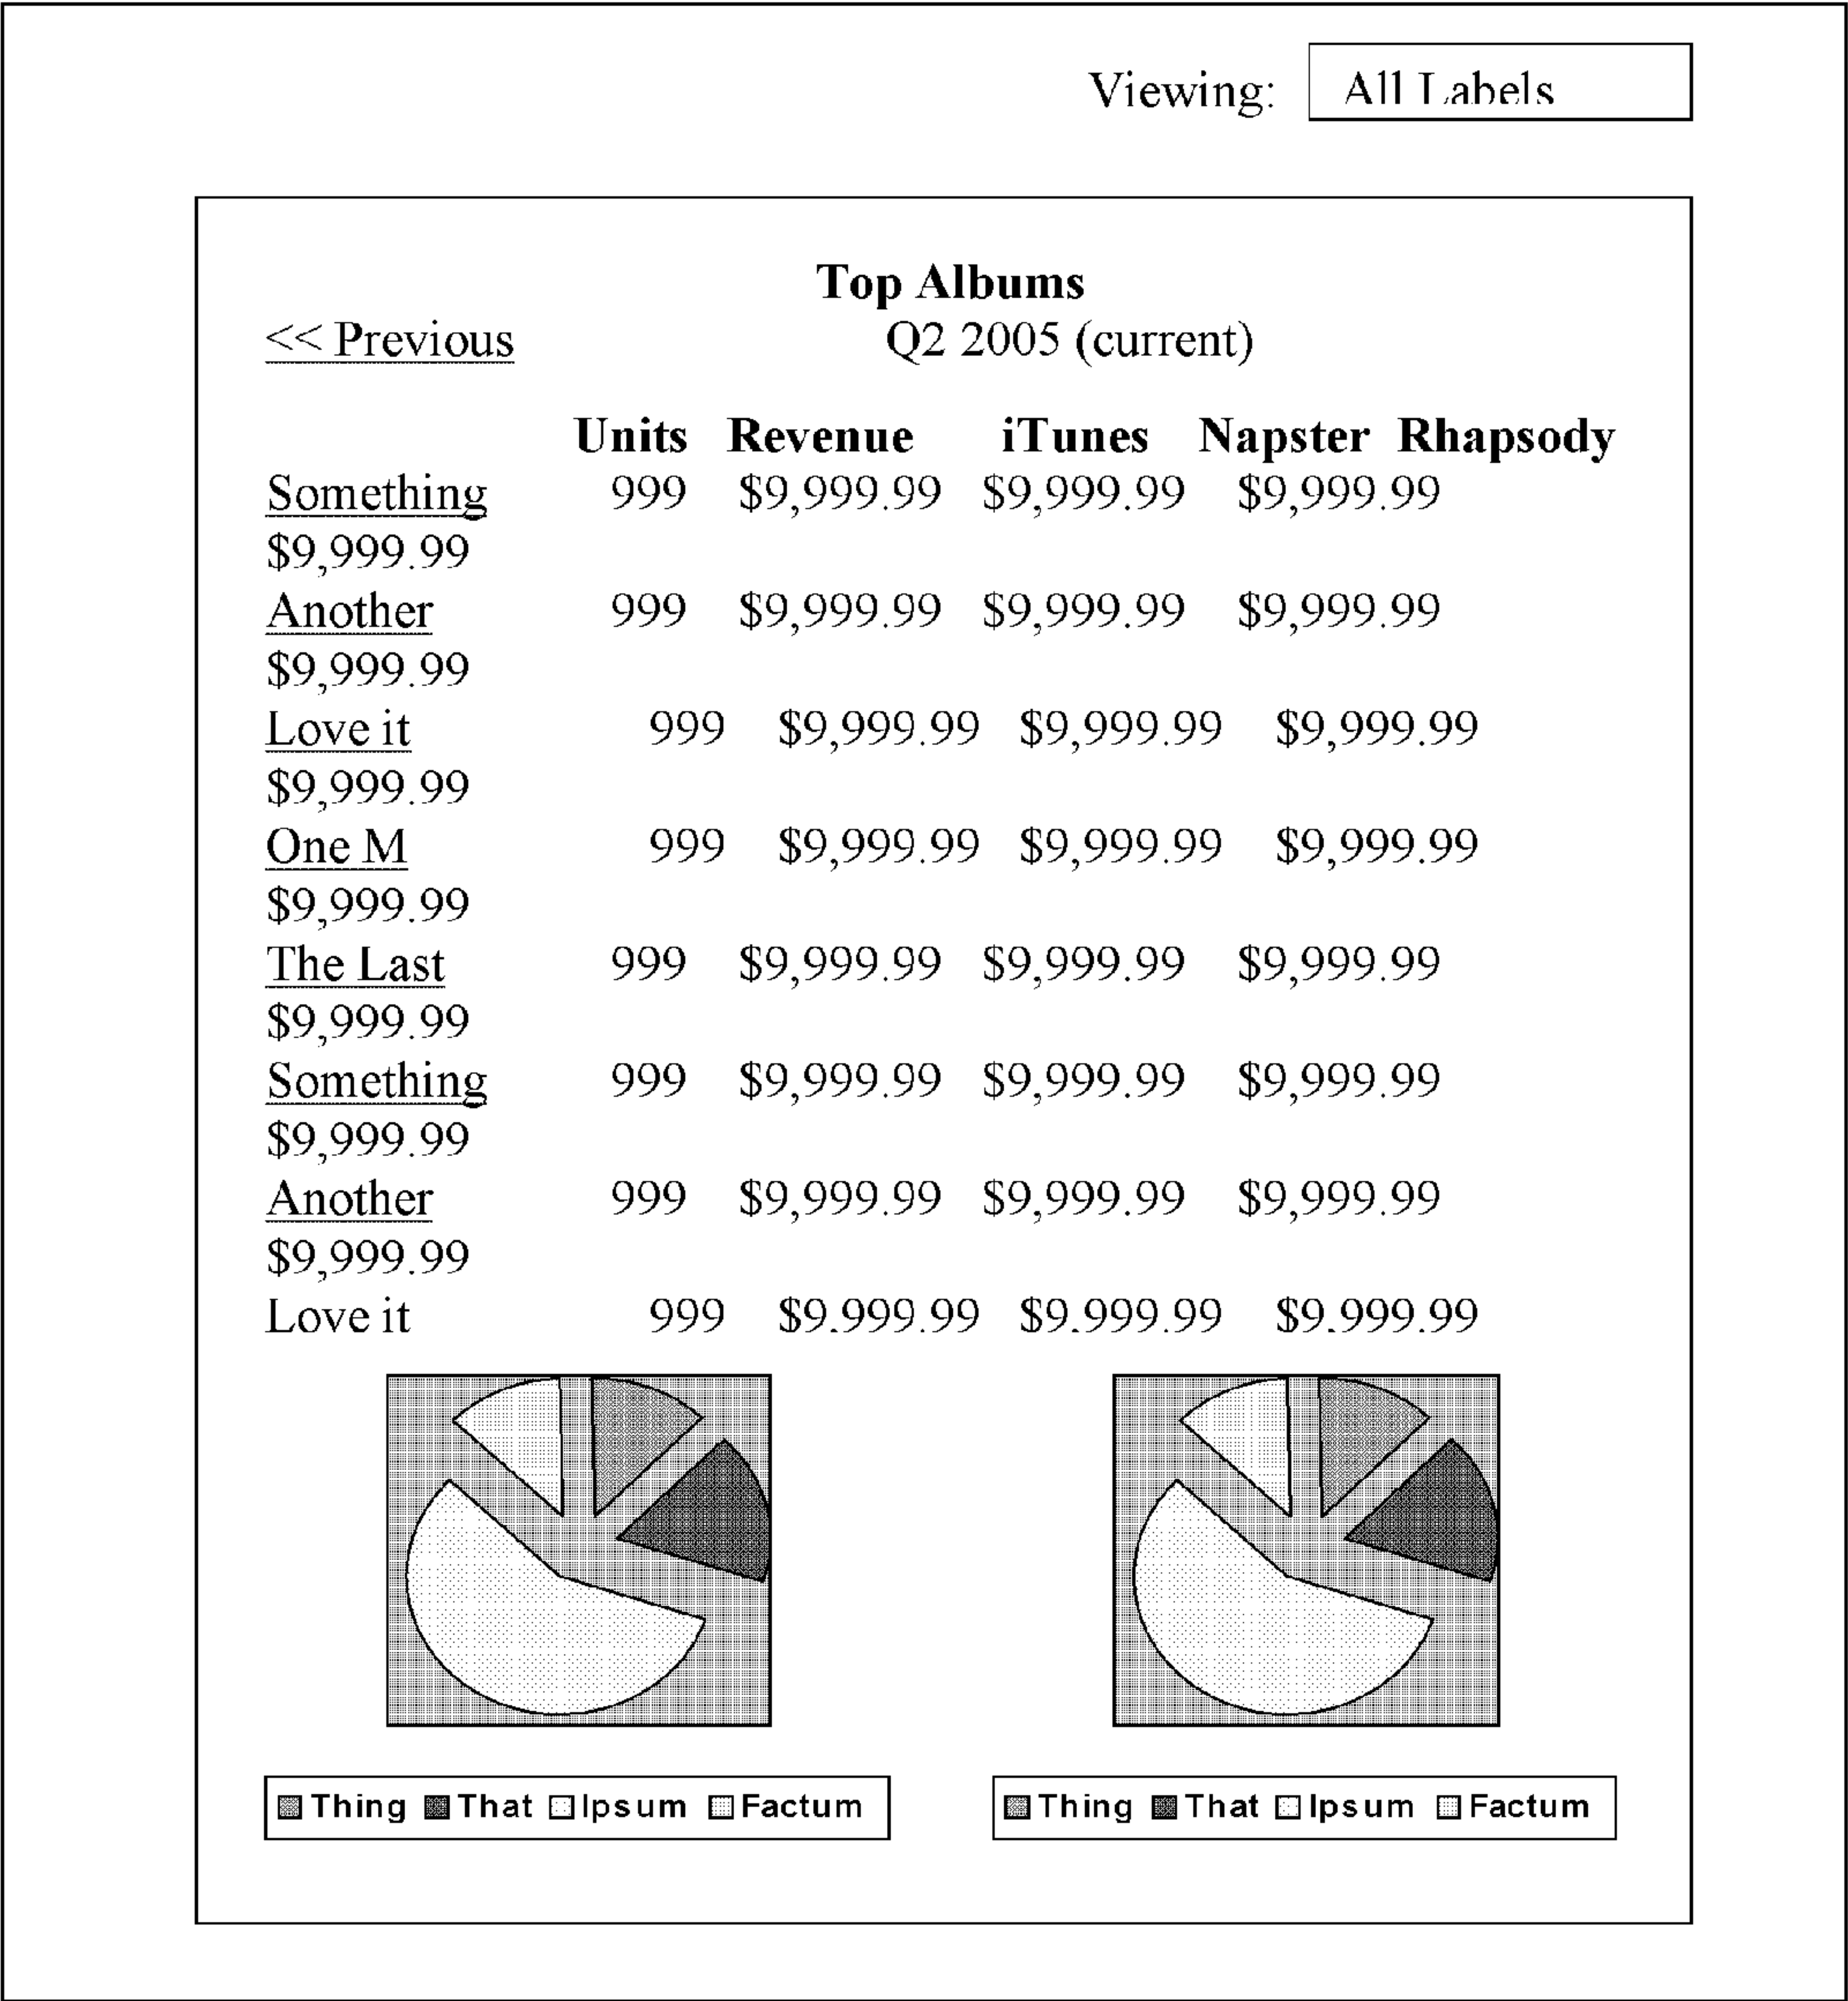 Viewing: All Labels
Top Albums
<< Previous Q2 2005 (current)
Units Revenue iTunes Napster Rhapsody
Something 999 $9,999.99 $9,999.99 $9,999.99
$9,999.99
Another 999 $9,999.99 $9,999.99 $9,999.99
$9,999.99
Love it 999 $9,999.99 $9,999.99 $9,999.99
$9,999.99
One M 999 $9,999.99 $9,999.99 $9,999.99
$9,999.99
The Last 999 $9,999.99 $9,999.99 $9,999.99
$9,999.99
Something 999 $9,999.99 $9,999.99 $9,999.99
$9,999.99
Another 999 $9,999.99 $9,999.99 $9,999.99
$9,999.99
Love it 999 $9,999.99 $9,999.99 $9,999.99
Thing That Ipsum Factum Thing That Ipsum Factum